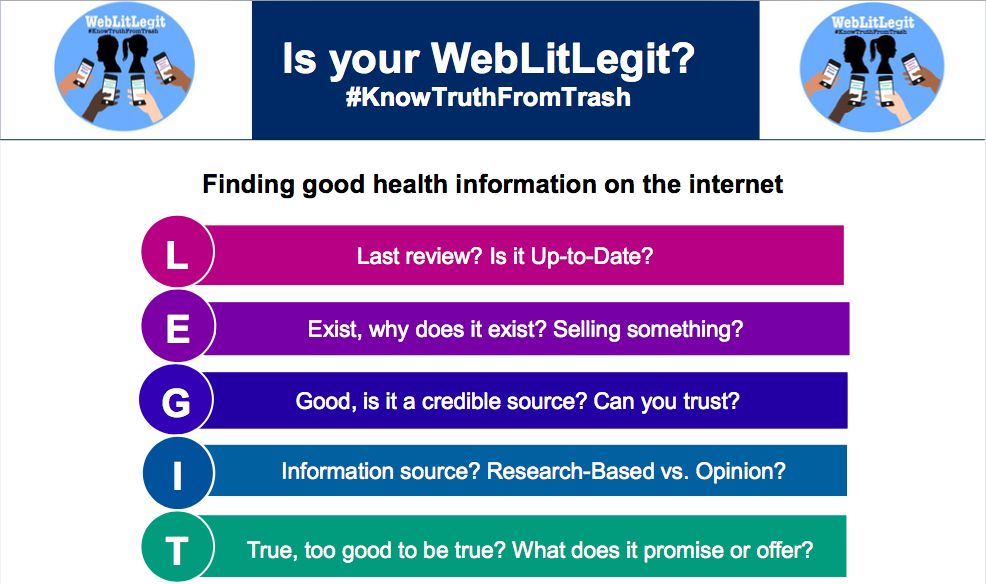 WebLitLegit
#KnowTruthFromTrash
Is your WebLitLegit?
#KnowTruthFromTrash
WebLitLegit
#KnowTruthFromTrash
Finding good health information on the internet
L
Last review? Is it Up-to-Date?
E
Exist, why does it exist? Selling something?
G
Good, is it a credible source? Can you trust?
I
Information source? Research-Based vs. Opinion?
T
True, too good to be true? What does it promise or offer?